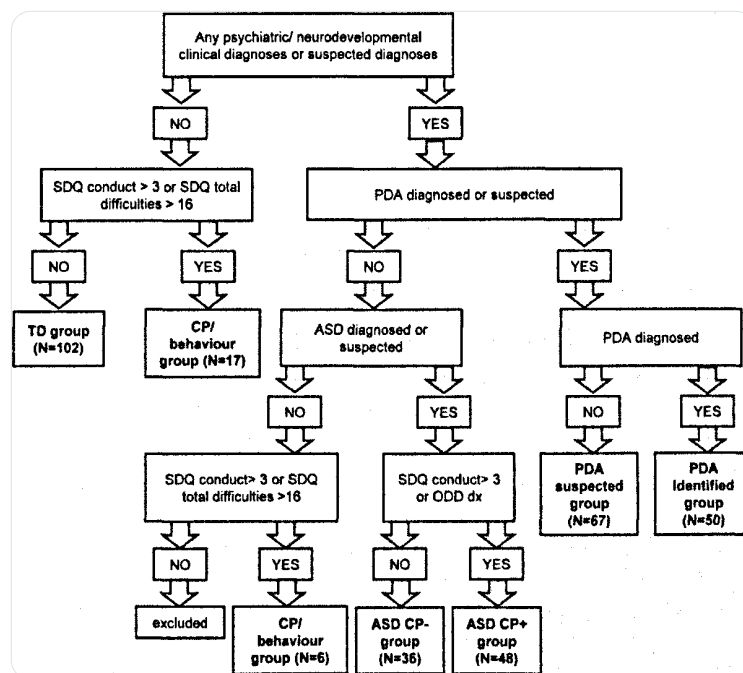 Any psychiatric/ neurodevelopmental
clinical diagnoses or suspected diagnoses
NO
YES
SDQ conduct > 3 or SDQ total
difficulties > 16
PDA diagnosed or suspected
NO
YES
NO
YES
TD group
(N=102)
CP/
behaviour
group (N=17)
ASD diagnosed or
suspected
PDA diagnosed
NO
YES
NO
YES
SDQ conduct> 3 or SDQ
total difficulties >16
SDQ conduct> 3
or ODD dx
PDA
suspected
group
(N=67)
PDA
Identified
group
(N=50)
NO
YES
NO
YES
excluded
CP/
behaviour
group (N=6)
ASD CP-
group
(N=36)
ASD CP+
group
(N=48)